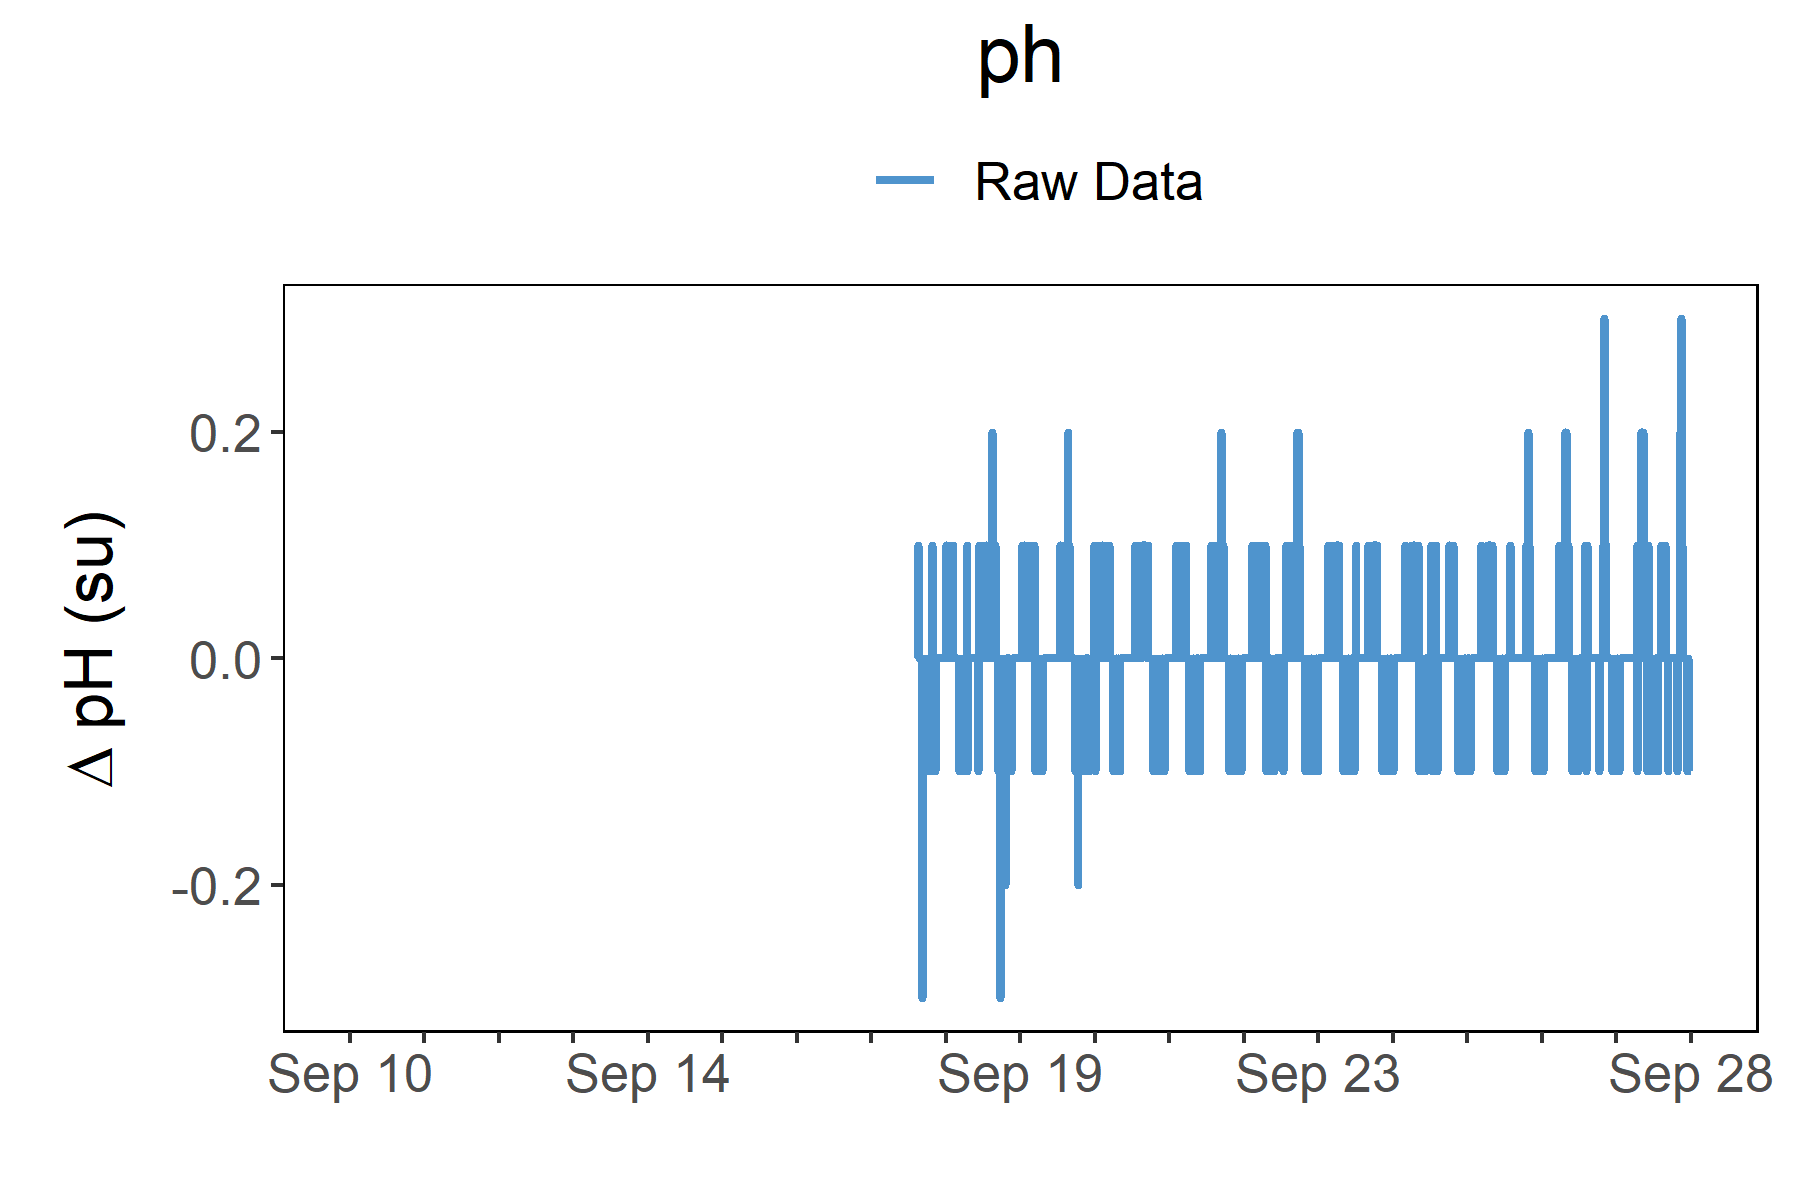 ph
Raw Data
Δ pH (su)
0.2
0.0
-0.2
Sep 10 Sep 14 Sep 19 Sep 23 Sep 28